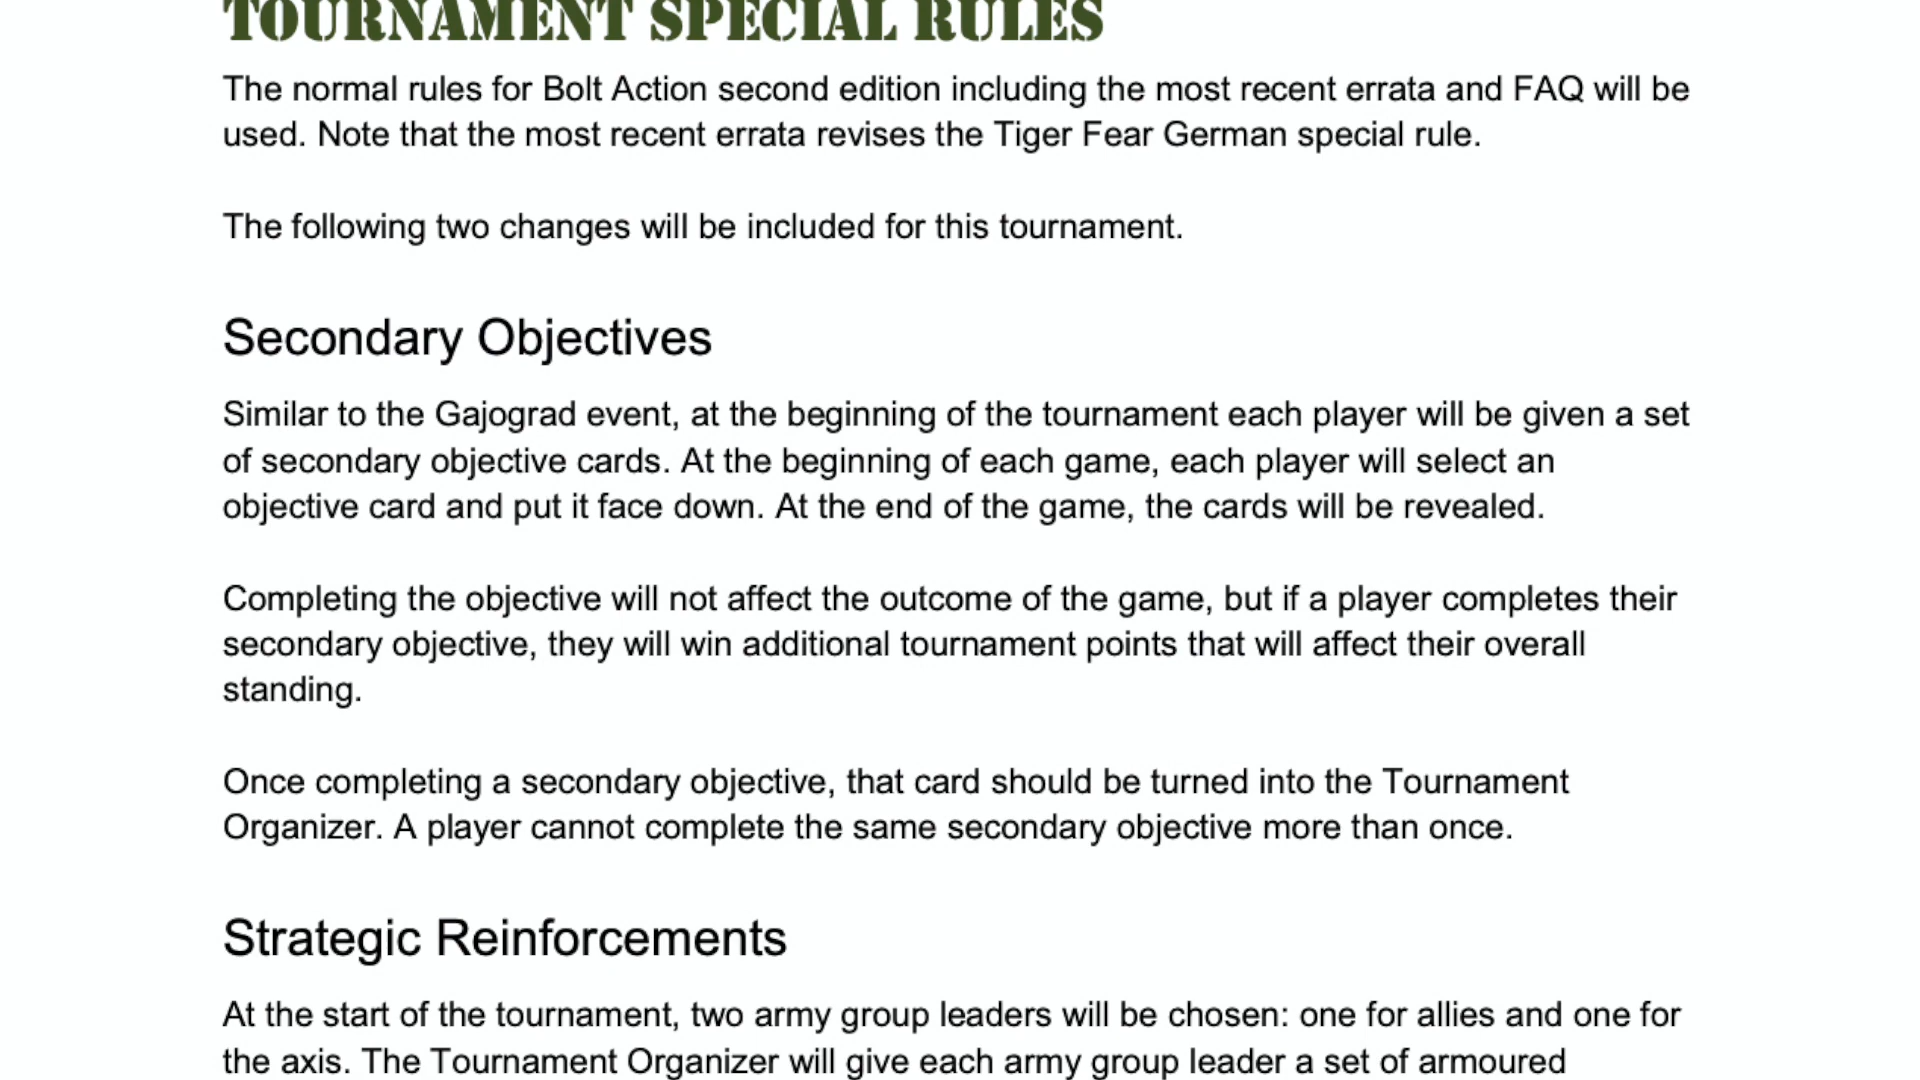 TOURNAMENT SPECIAL RULES
The normal rules for Bolt Action second edition including the most recent errata and FAQ will be
used. Note that the most recent errata revises the Tiger Fear German special rule.
The following two changes will be included for this tournament.
Secondary Objectives
Similar to the Gajograd event, at the beginning of the tournament each player will be given a set
of secondary objective cards. At the beginning of each game, each player will select an
objective card and put it face down. At the end of the game, the cards will be revealed.
Completing the objective will not affect the outcome of the game, but if a player completes their
secondary objective, they will win additional tournament points that will affect their overall
standing.
Once completing a secondary objective, that card should be turned into the Tournament
Organizer. A player cannot complete the same secondary objective more than once.
Strategic Reinforcements
At the start of the tournament, two army group leaders will be chosen: one for allies and one for
the axis. The Tournament Organizer will give each army group leader a set of armoured